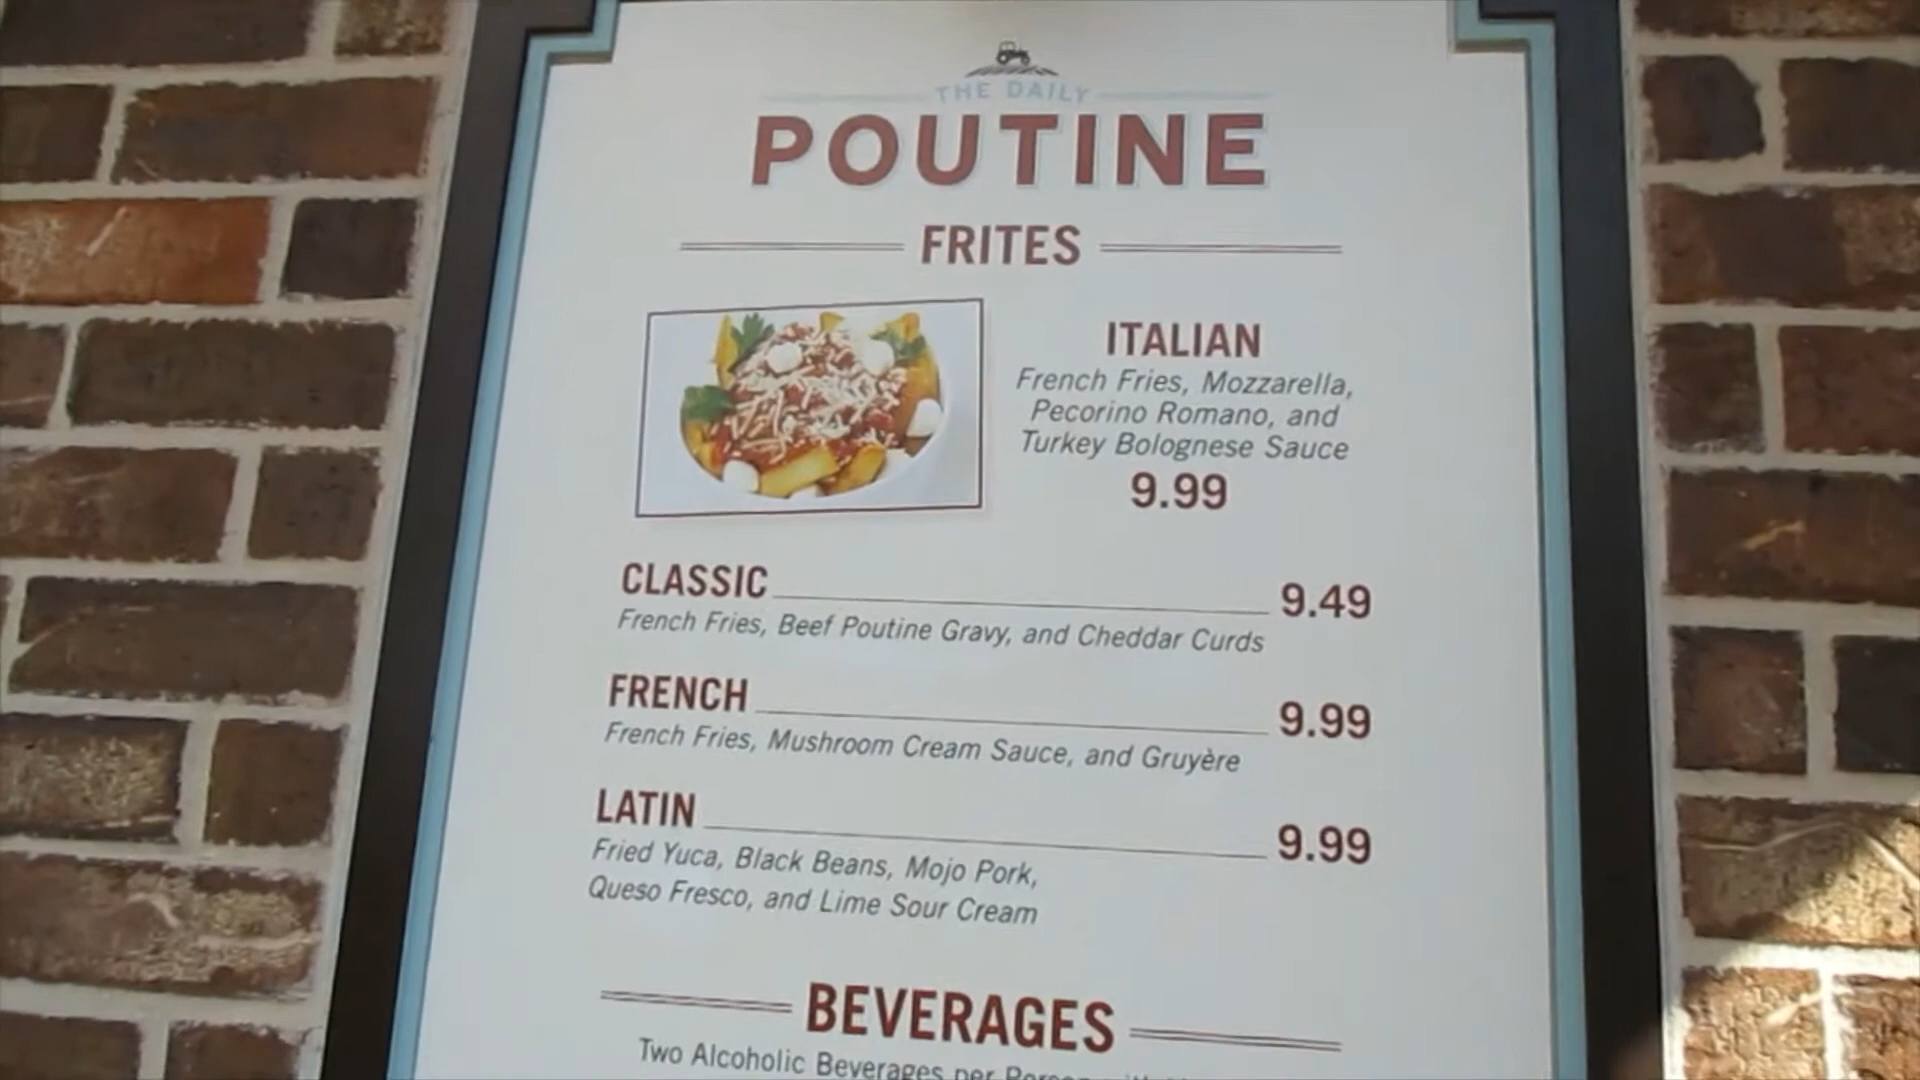 THE DAILY
POUTINE
FRITES
ITALIAN
French Fries, Mozzarella,
Pecorino Romano, and
Turkey Bolognese Sauce
9.99
CLASSIC 9.49
French Fries, Beef Poutine Gravy, and Cheddar Curds
FRENCH 9.99
French Fries, Mushroom Cream Sauce, and Gruyère
LATIN 9.99
Fried Yuca, Black Beans, Mojo Pork,
Queso Fresco, and Lime Sour Cream
BEVERAGES
Two Alcoholic Beverages per Person